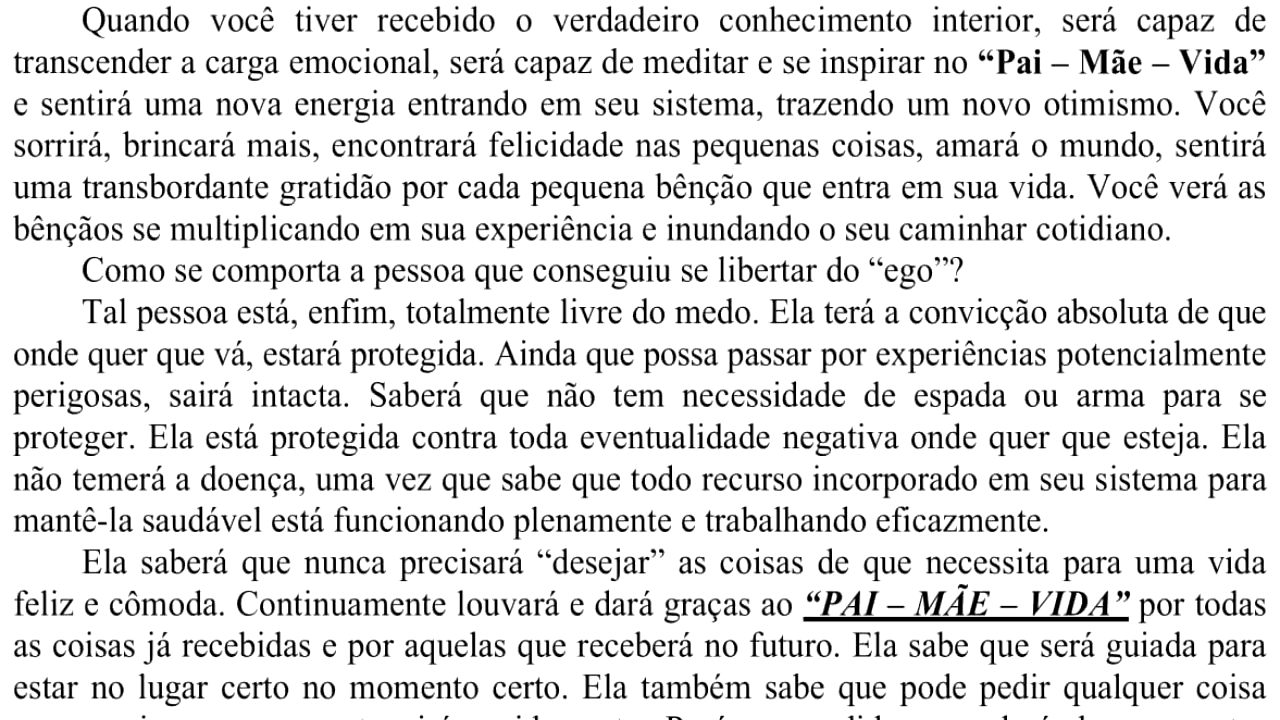 Quando você tiver recebido o verdadeiro conhecimento interior, será capaz de
transcender a carga emocional, será capaz de meditar e se inspirar no “Pai – Mãe – Vida”
e sentirá uma nova energia entrando em seu sistema, trazendo um novo otimismo. Você
sorrirá, brincará mais, encontrará felicidade nas pequenas coisas, amará o mundo, sentirá
uma transbordante gratidão por cada pequena bênção que entra em sua vida. Você verá as
bênçãos se multiplicando em sua experiência e inundando o seu caminhar cotidiano.
Como se comporta a pessoa que conseguiu se libertar do “ego”?
Tal pessoa está, enfim, totalmente livre do medo. Ela terá a convicção absoluta de que
onde quer que vá, estará protegida. Ainda que possa passar por experiências potencialmente
perigosas, sairá intacta. Saberá que não tem necessidade de espada ou arma para se
proteger. Ela está protegida contra toda eventualidade negativa onde quer que esteja. Ela
não temerá a doença, uma vez que sabe que todo recurso incorporado em seu sistema para
mantê-la saudável está funcionando plenamente e trabalhando eficazmente.
Ela saberá que nunca precisará “desejar” as coisas de que necessita para uma vida
feliz e cômoda. Continuamente louvará e dará graças ao “PAI – MÃE – VIDA” por todas
as coisas já recebidas e por aquelas que receberá no futuro. Ela sabe que será guiada para
estar no lugar certo no momento certo. Ela também sabe que pode pedir qualquer coisa